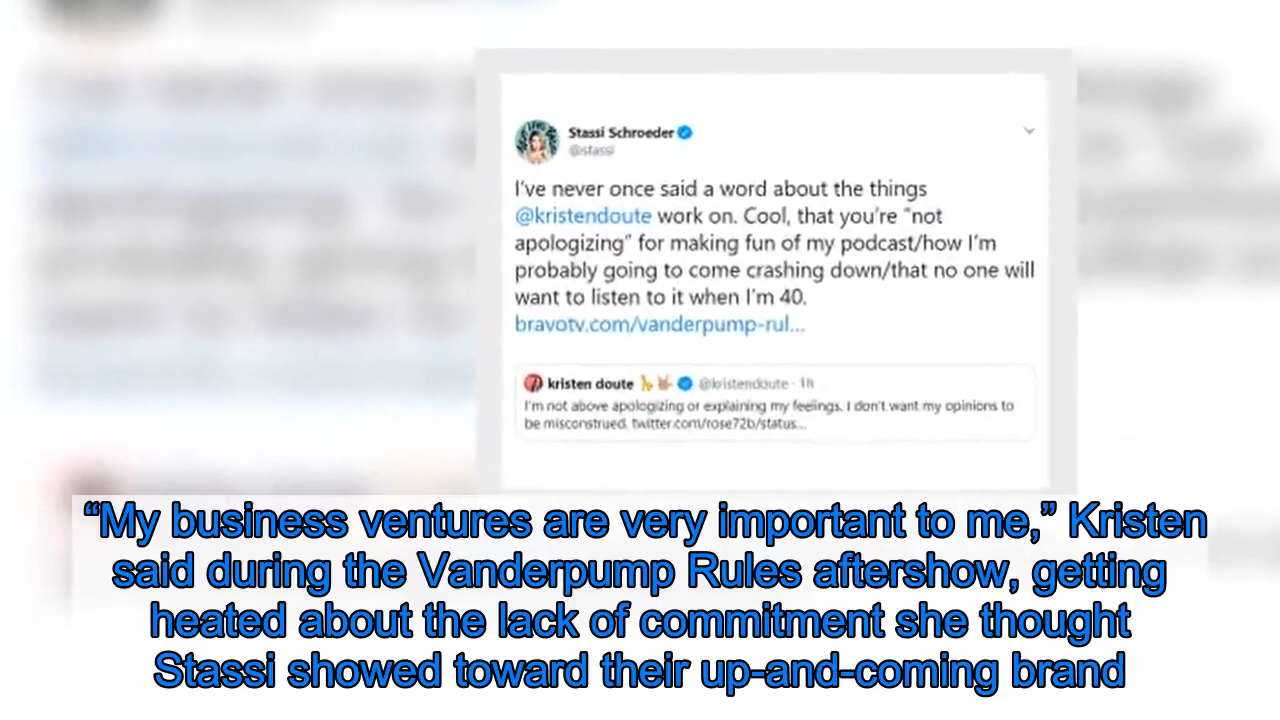 Stassi Schroeder
@stassi
I've never once said a word about the things
@kristendoute work on. Cool, that you're "not
apologizing" for making fun of my podcast/how I'm
probably going to come crashing down/that no one will
want to listen to it when I'm 40.
bravotv.com/vanderpump-rul...
kristen doute @kristendoute · 1h
I'm not above apologizing or explaining my feelings. I don't want my opinions to
be misconstrued. twitter.com/rose72b/status...
“My business ventures are very important to me,” Kristen
said during the Vanderpump Rules aftershow, getting
heated about the lack of commitment she thought
Stassi showed toward their up-and-coming brand